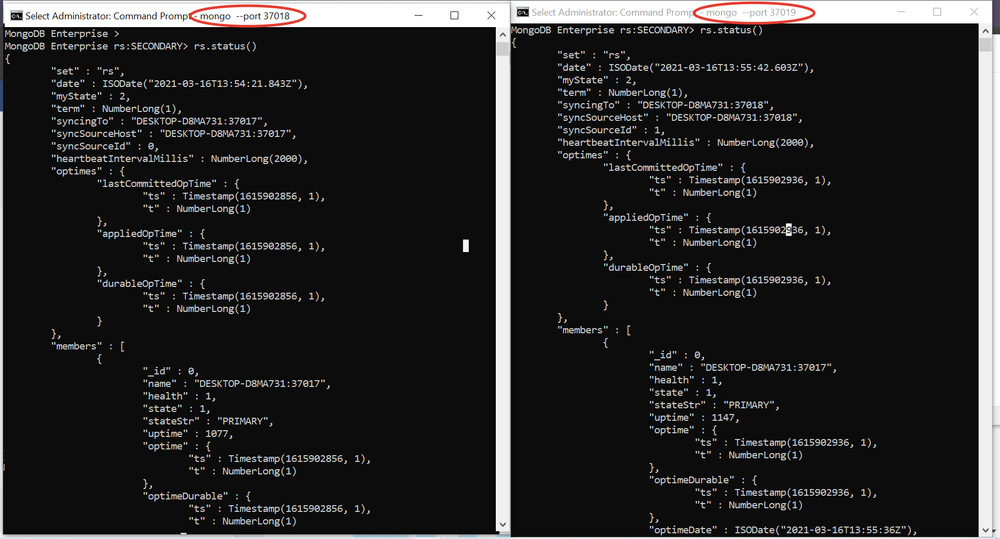 Select Administrator: Command Prompt - mongo  --port 37018
MongoDB Enterprise >
MongoDB Enterprise rs:SECONDARY> rs.status()
{
"set" : "rs",
"date" : ISODate("2021-03-16T13:54:21.843Z"),
"myState" : 2,
"term" : NumberLong(1),
"syncingTo" : "DESKTOP-D8MA731:37017",
"syncSourceHost" : "DESKTOP-D8MA731:37017",
"syncSourceId" : 0,
"heartbeatIntervalMillis" : NumberLong(2000),
"optimes" : {
"lastCommittedOpTime" : {
"ts" : Timestamp(1615902856, 1),
"t" : NumberLong(1)
},
"appliedOpTime" : {
"ts" : Timestamp(1615902856, 1),
"t" : NumberLong(1)
},
"durableOpTime" : {
"ts" : Timestamp(1615902856, 1),
"t" : NumberLong(1)
}
},
"members" : [
{
"_id" : 0,
"name" : "DESKTOP-D8MA731:37017",
"health" : 1,
"state" : 1,
"stateStr" : "PRIMARY",
"uptime" : 1077,
"optime" : {
"ts" : Timestamp(1615902856, 1),
"t" : NumberLong(1)
},
"optimeDurable" : {
"ts" : Timestamp(1615902856, 1),
"t" : NumberLong(1)
Select Administrator: Command Prompt - mongo  --port 37019
MongoDB Enterprise rs:SECONDARY> rs.status()
{
"set" : "rs",
"date" : ISODate("2021-03-16T13:55:42.603Z"),
"myState" : 2,
"term" : NumberLong(1),
"syncingTo" : "DESKTOP-D8MA731:37018",
"syncSourceHost" : "DESKTOP-D8MA731:37018",
"syncSourceId" : 1,
"heartbeatIntervalMillis" : NumberLong(2000),
"optimes" : {
"lastCommittedOpTime" : {
"ts" : Timestamp(1615902936, 1),
"t" : NumberLong(1)
},
"appliedOpTime" : {
"ts" : Timestamp(1615902936, 1),
"t" : NumberLong(1)
},
"durableOpTime" : {
"ts" : Timestamp(1615902936, 1),
"t" : NumberLong(1)
}
},
"members" : [
{
"_id" : 0,
"name" : "DESKTOP-D8MA731:37017",
"health" : 1,
"state" : 1,
"stateStr" : "PRIMARY",
"uptime" : 1147,
"optime" : {
"ts" : Timestamp(1615902936, 1),
"t" : NumberLong(1)
},
"optimeDurable" : {
"ts" : Timestamp(1615902936, 1),
"t" : NumberLong(1)
},
"optimeDate" : ISODate("2021-03-16T13:55:36Z"),